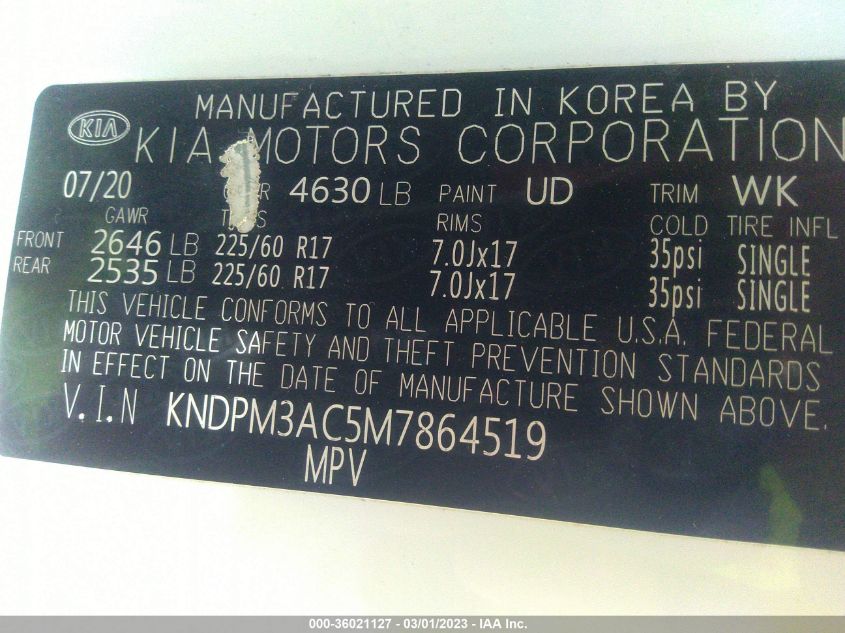 MANUFACTURED IN KOREA BY
KIA KIA MOTORS CORPORATION
07/20 4630 LB PAINT UD TRIM WK
GAWR RIMS COLD TIRE INFL
FRONT 2646 LB 225/60 R17 7.0Jx17 35psi SINGLE
REAR 2535 LB 225/60 R17 7.0Jx17 35psi SINGLE
THIS VEHICLE CONFORMS TO ALL APPLICABLE U.S.A. FEDERAL
MOTOR VEHICLE SAFETY AND THEFT PREVENTION STANDARDS
IN EFFECT ON THE DATE OF MANUFACTURE SHOWN ABOVE.
V.I.N KNDPM3AC5M7864519
MPV
000-36021127 - 03/01/2023 - IAA Inc.